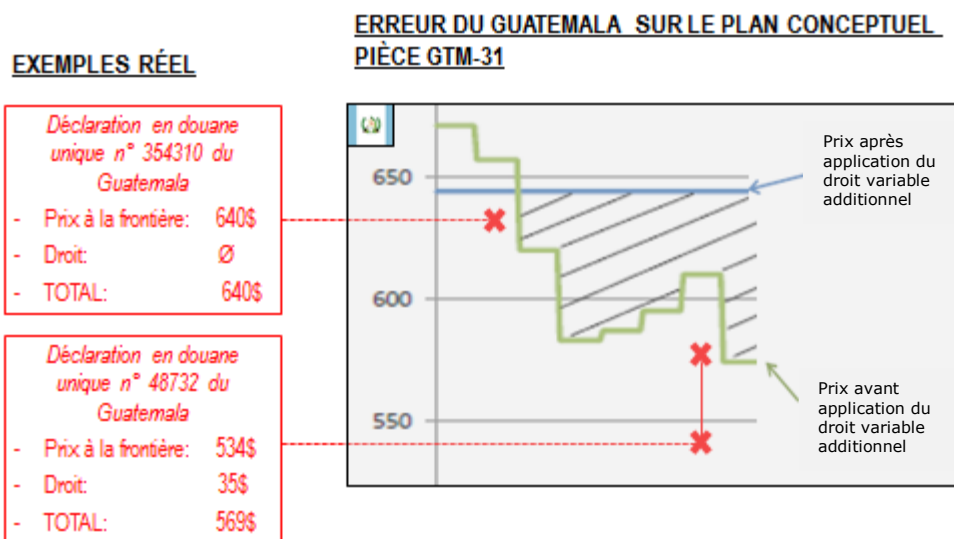 ERREUR DU GUATEMALA SUR LE PLAN CONCEPTUEL
PIÈCE GTM-31
EXEMPLES RÉEL
Déclaration en douane
unique n° 354310 du
Guatemala
- Prix à la frontière: 640$
- Droit: Ø
- TOTAL: 640$
Déclaration en douane
unique n° 48732 du
Guatemala
- Prix à la frontière: 534$
- Droit: 35$
- TOTAL: 569$
650
600
550
Prix après
application du
droit variable
additionnel
Prix avant
application du
droit variable
additionnel